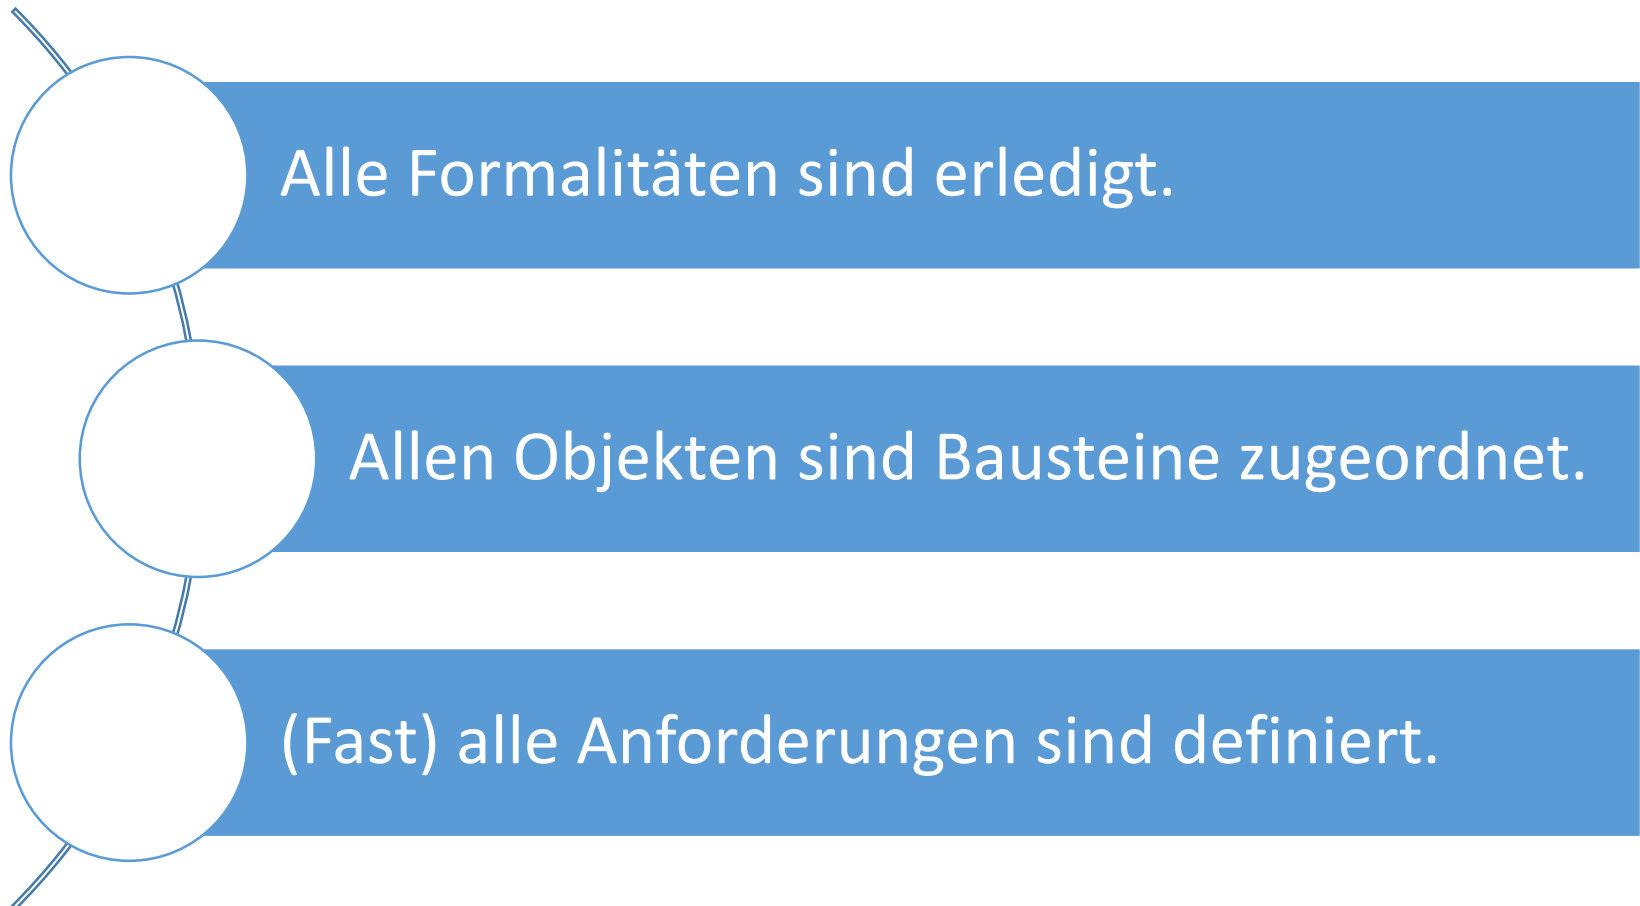 Alle Formalitäten sind erledigt.
Allen Objekten sind Bausteine zugeordnet.
(Fast) alle Anforderungen sind definiert.